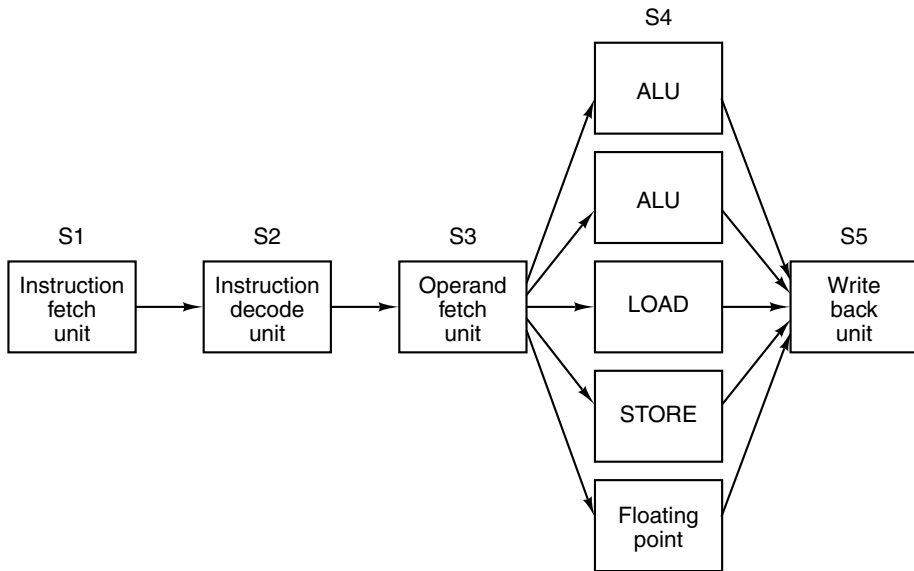 S4
ALU
ALU
S1
S2
S3
S5
Instruction
fetch
unit
Instruction
decode
unit
Operand
fetch
unit
LOAD
Write
back
unit
STORE
Floating
point